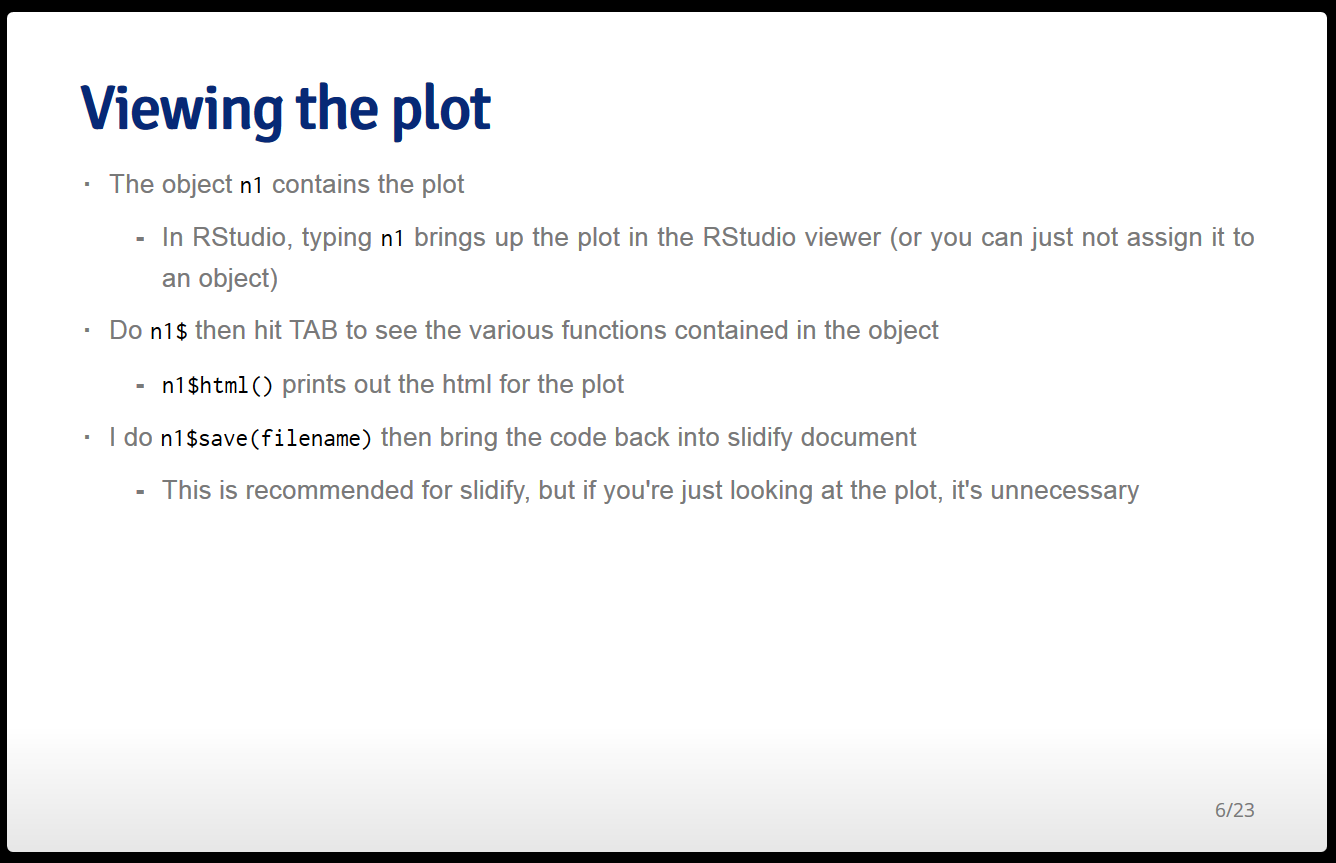 Viewing the plot
· The object n1 contains the plot
- In RStudio, typing n1 brings up the plot in the RStudio viewer (or you can just not assign it to
an object)
· Do n1$ then hit TAB to see the various functions contained in the object
- n1$html() prints out the html for the plot
· I do n1$save(filename) then bring the code back into slidify document
- This is recommended for slidify, but if you're just looking at the plot, it's unnecessary
6/23